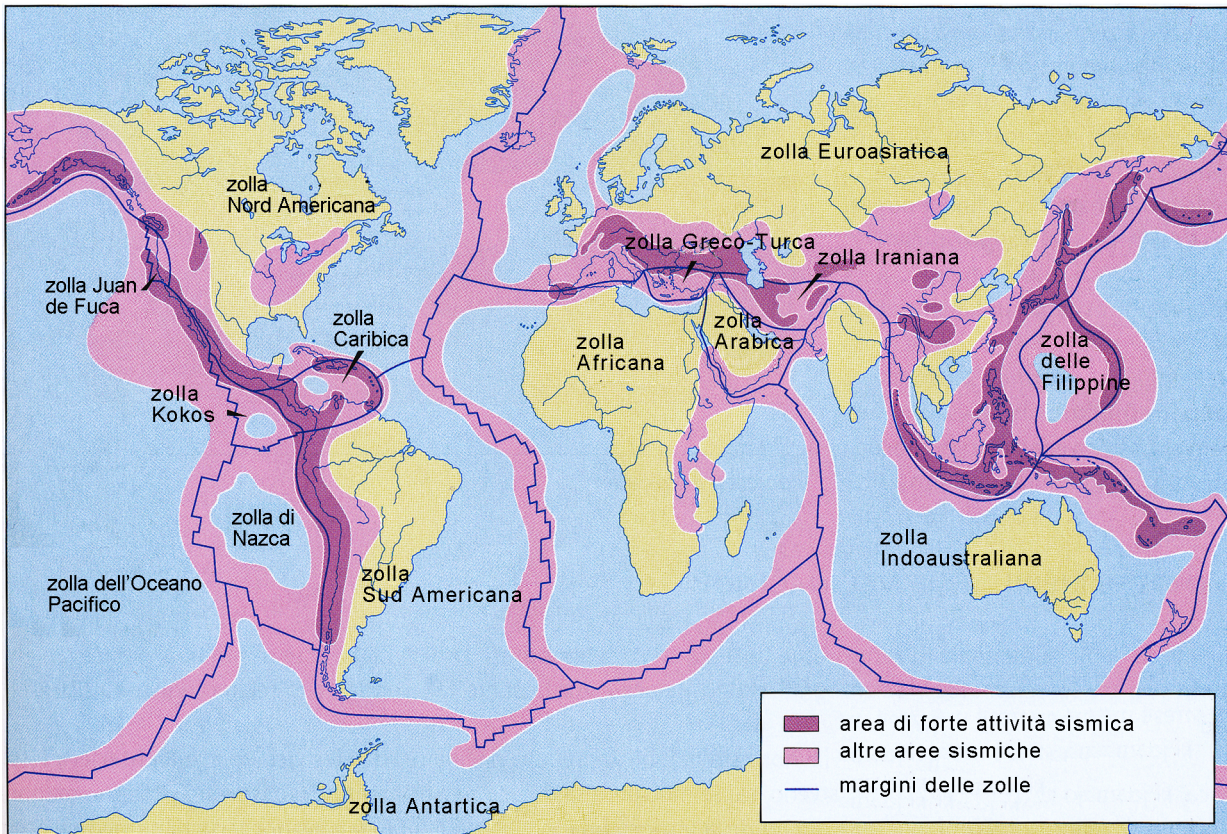 zolla Euroasiatica
zolla
Nord Americana
zolla Greco-Turca
zolla Iraniana
zolla Juan
de Fuca
zolla
Caribica
zolla
Arabica
zolla
Africana
zolla
delle
Filippine
zolla
Kokos
zolla di
Nazca
zolla
Indoaustraliana
zolla dell'Oceano
Pacifico
zolla
Sud Americana
area di forte attività sismica
altre aree sismiche
margini delle zolle
zolla Antartica